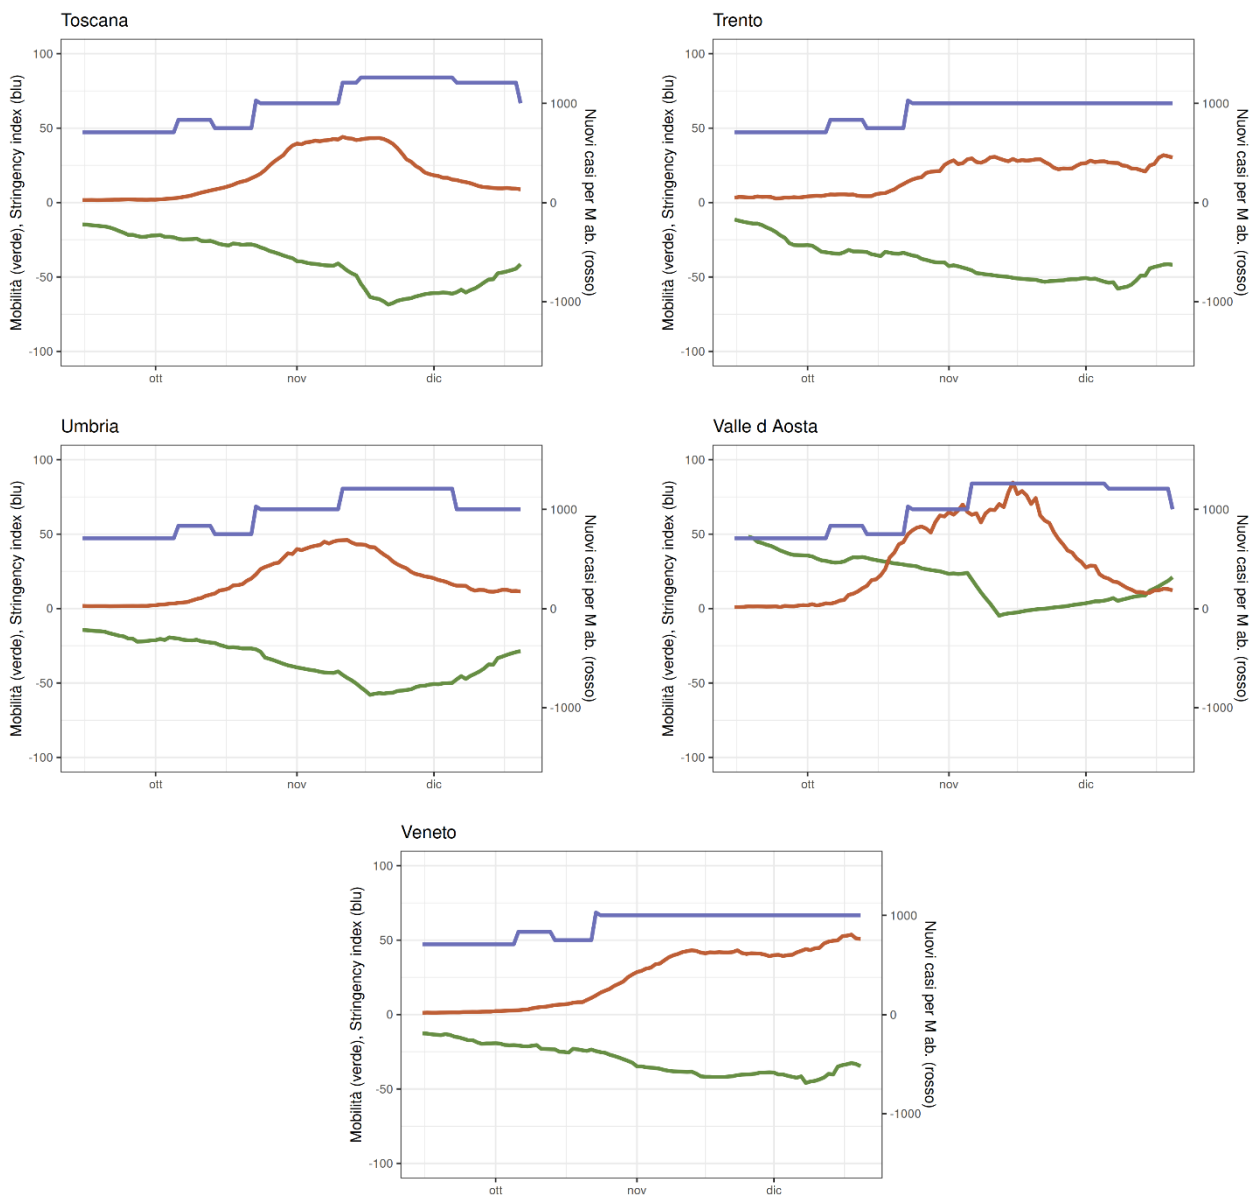 Toscana
Mobilità (verde), Stringency index (blu)
100
50
0
-50
-100
1000
0
-1000
Nuovi casi per M ab. (rosso)
ott
nov
dic
Trento
Mobilità (verde), Stringency index (blu)
100
50
0
-50
-100
1000
0
-1000
Nuovi casi per M ab. (rosso)
ott
nov
dic
Umbria
Mobilità (verde), Stringency index (blu)
100
50
0
-50
-100
1000
0
-1000
Nuovi casi per M ab. (rosso)
ott
nov
dic
Valle d Aosta
Mobilità (verde), Stringency index (blu)
100
50
0
-50
-100
1000
0
-1000
Nuovi casi per M ab. (rosso)
ott
nov
dic
Veneto
Mobilità (verde), Stringency index (blu)
100
50
0
-50
-100
1000
0
-1000
Nuovi casi per M ab. (rosso)
ott
nov
dic